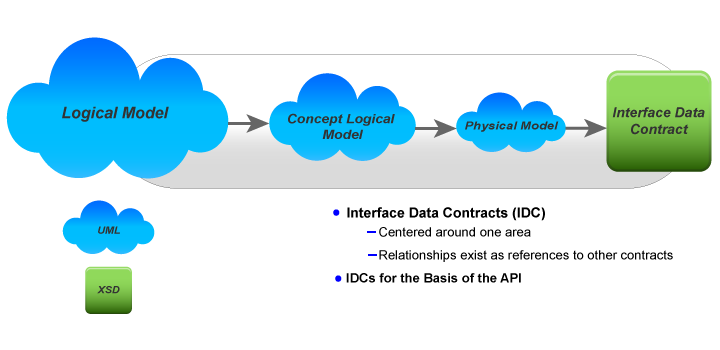 Logical Model
Concept Logical
Model
Physical Model
Interface Data
Contract
UML
XSD
Interface Data Contracts (IDC)
Centered around one area
Relationships exist as references to other contracts
IDCs for the Basis of the API